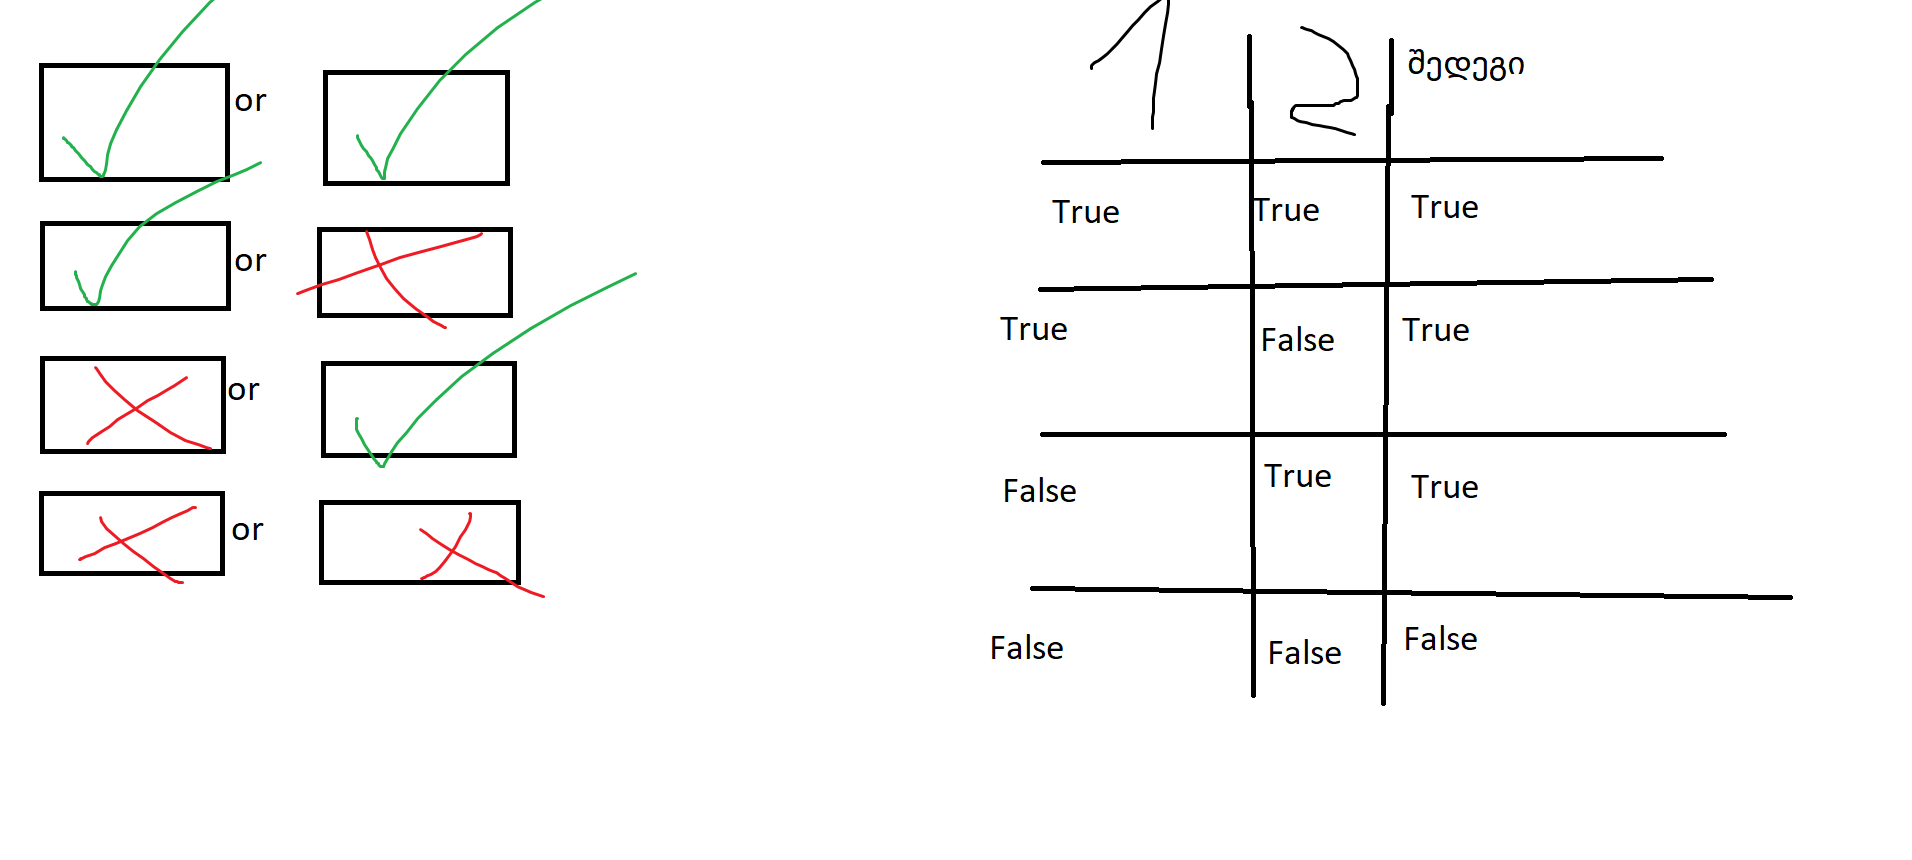 or
or
or
or
1 2 შედეგი
True True True
True False True
False True True
False False False